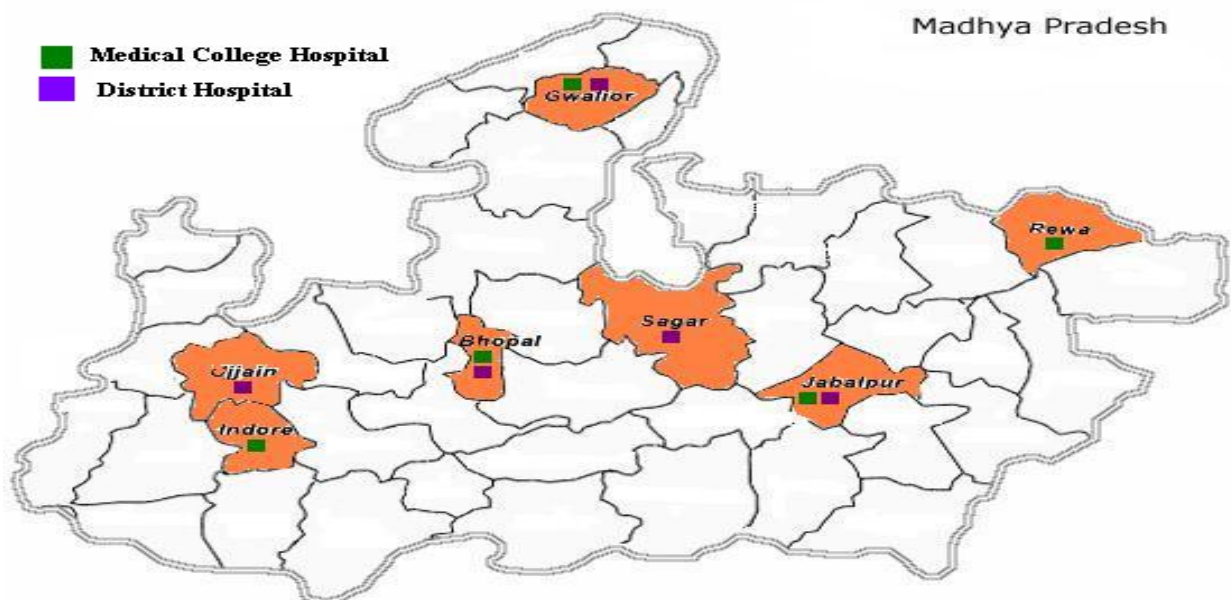 Madhya Pradesh
Medical College Hospital
District Hospital
Gwalior
Rewa
Sagar
Bhopal
Ujjain
Jabalpur
Indore